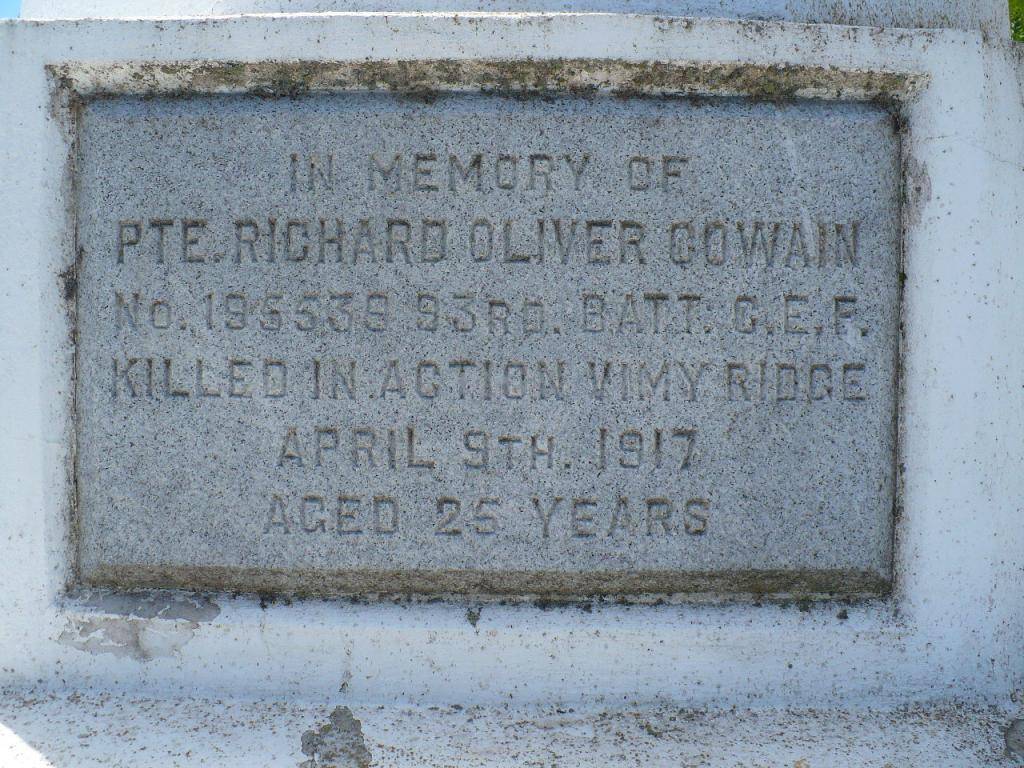 IN MEMORY OF
PTE. RICHARD OLIVER GOWAIN
No. 195539 93RD. BATT. C.E.F.
KILLED IN ACTION VIMY RIDGE
APRIL 9TH. 1917
AGED 25 YEARS